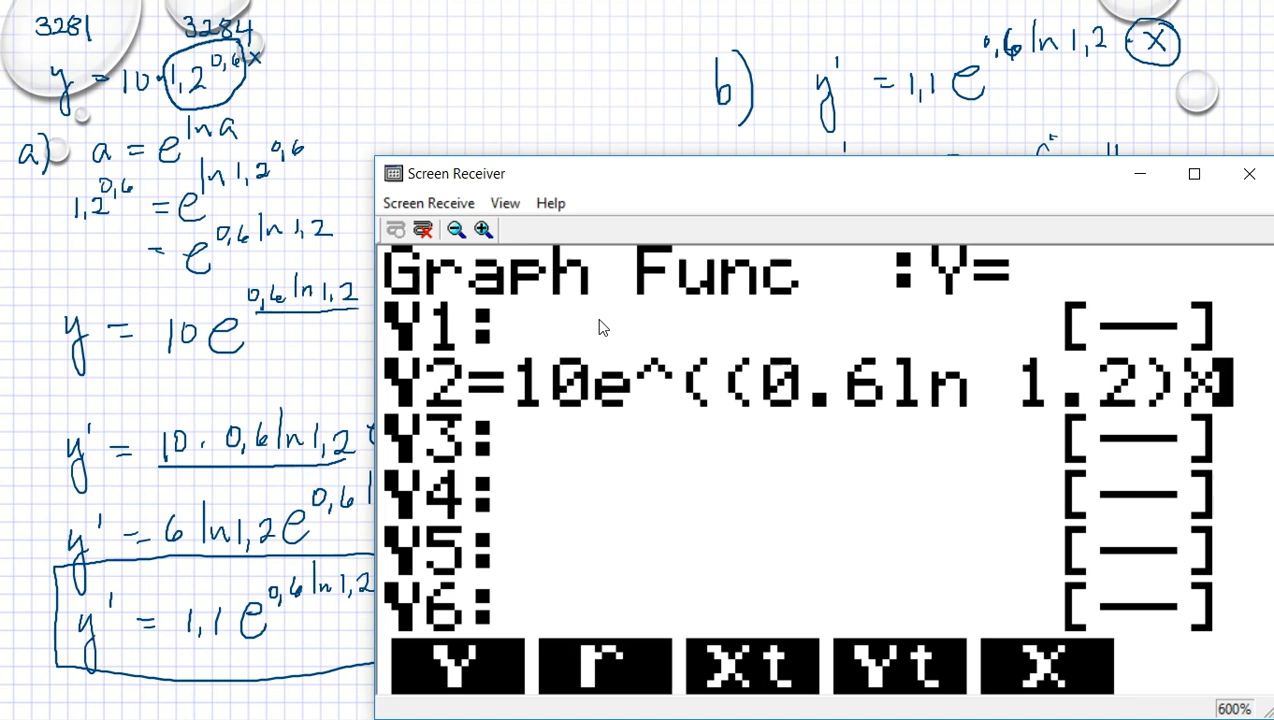 3281 3284
y = 10 · 1,2^0,6x
a) a = e^ln a
1,2^0,6 = e^ln 1,2^0,6
= e^0,6 ln 1,2
y = 10 e^0,6 ln 1,2
y' = 10 · 0,6 ln 1,2
y' = 6 ln 1,2 e^0,6 l
y' = 1,1 e^0,6 ln 1,2
b) y' = 1,1 e^0,6 ln 1,2 · x
Screen Receiver
Screen Receive View Help
Graph Func :Y=
Y1: [—]
Y2=10e^((0.6ln 1.2)X
Y3: [—]
Y4: [—]
Y5: [—]
Y6: [—]
Y r Xt Yt X
600%